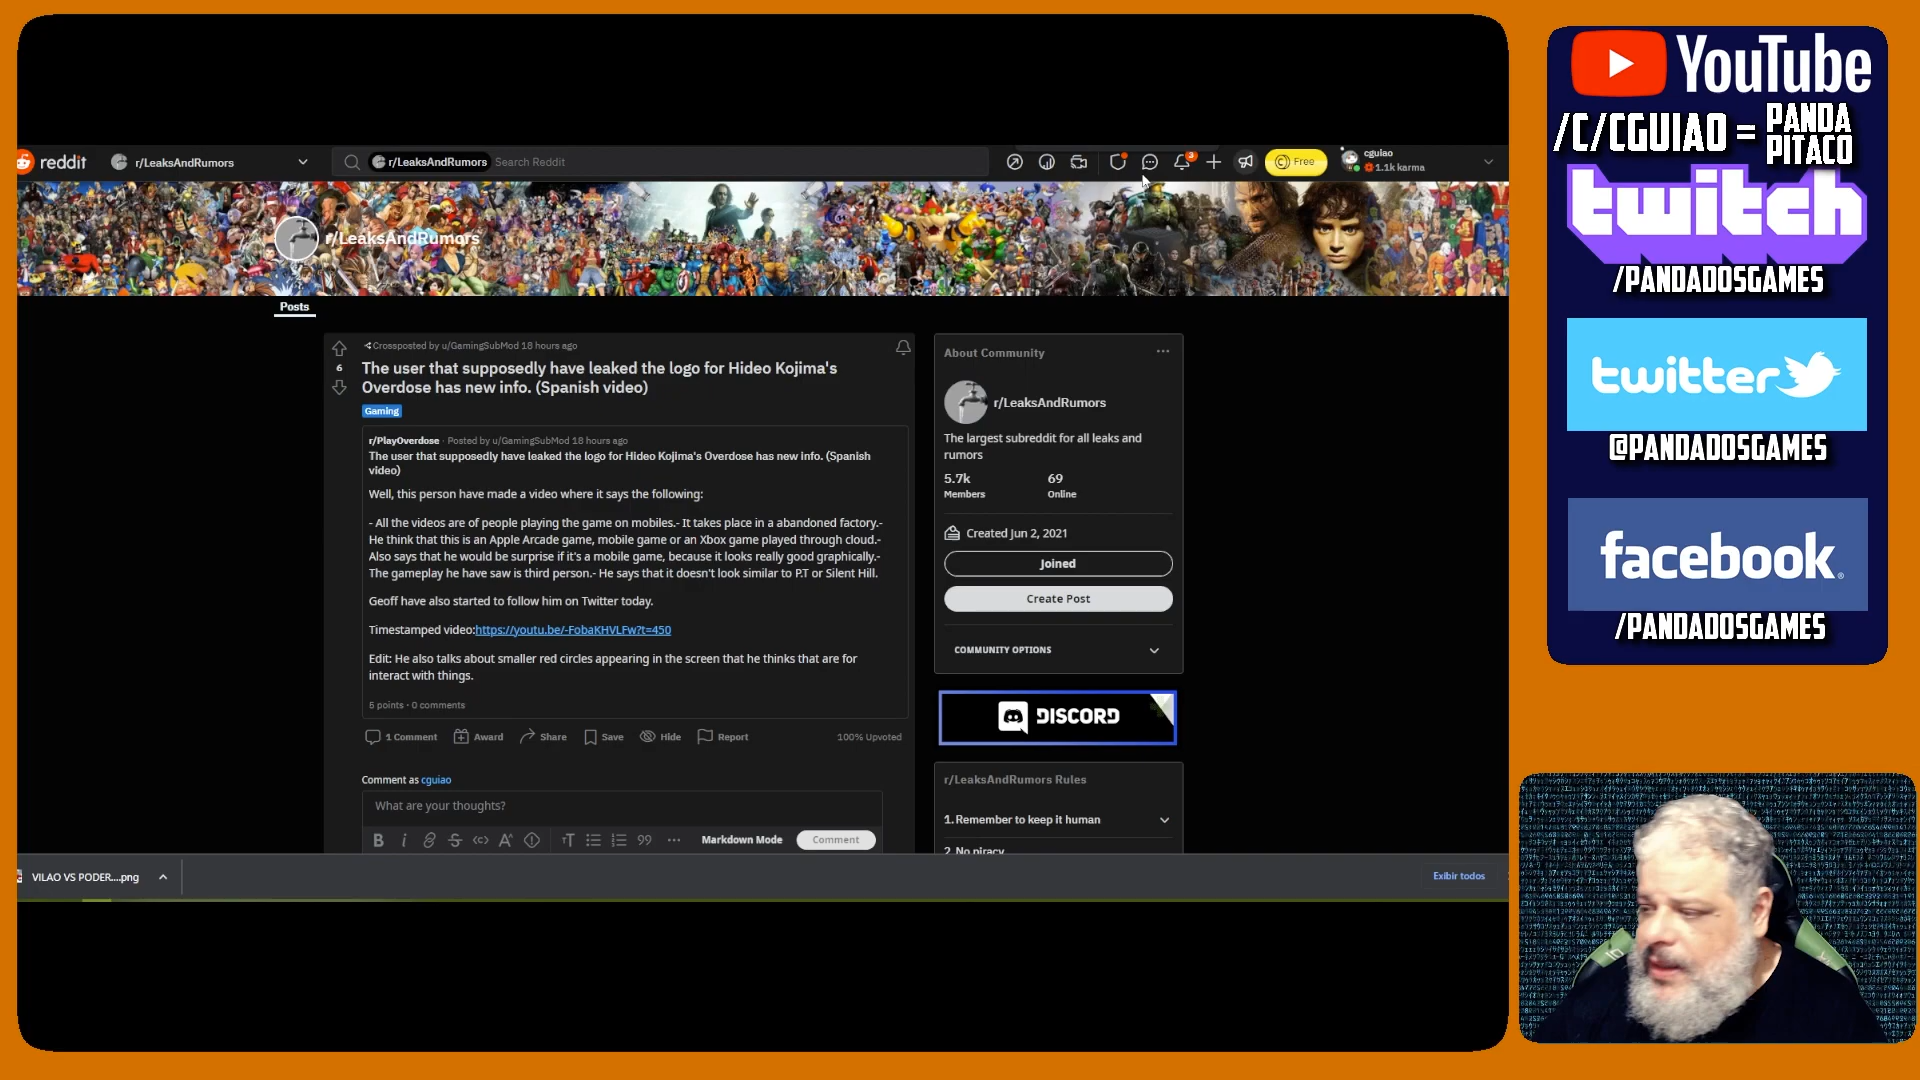 reddit
r/LeaksAndRumors
r/LeaksAndRumors Search Reddit
3
Free
cguiao
1.1k karma
r/LeaksAndRumors
Posts
Crossposted by u/GamingSubMod 18 hours ago
6
The user that supposedly have leaked the logo for Hideo Kojima's
Overdose has new info. (Spanish video)
Gaming
r/PlayOverdose · Posted by u/GamingSubMod 18 hours ago
The user that supposedly have leaked the logo for Hideo Kojima's Overdose has new info. (Spanish
video)
Well, this person have made a video where it says the following:
- All the videos are of people playing the game on mobiles.- It takes place in a abandoned factory.-
He think that this is an Apple Arcade game, mobile game or an Xbox game played through cloud.-
Also says that he would be surprise if it's a mobile game, because it looks really good graphically.-
The gameplay he have saw is third person.- He says that it doesn't look similar to P.T or Silent Hill.
Geoff have also started to follow him on Twitter today.
Timestamped video:https://youtu.be/-FobaKHVLFw?t=450
Edit: He also talks about smaller red circles appearing in the screen that he thinks that are for
interact with things.
5 points · 0 comments
1 Comment Award Share Save Hide Report 100% Upvoted
Comment as cguiao
What are your thoughts?
Markdown Mode Comment
About Community
r/LeaksAndRumors
The largest subreddit for all leaks and
rumors
5.7k 69
Members Online
Created Jun 2, 2021
Joined
Create Post
COMMUNITY OPTIONS
DISCORD
r/LeaksAndRumors Rules
1. Remember to keep it human
2. No piracy
VILAO VS PODER....png
Exibir todos
YouTube
/C/CGUIAO = PANDA
PITACO
twitch
/PANDADOSGAMES
twitter
@PANDADOSGAMES
facebook
/PANDADOSGAMES